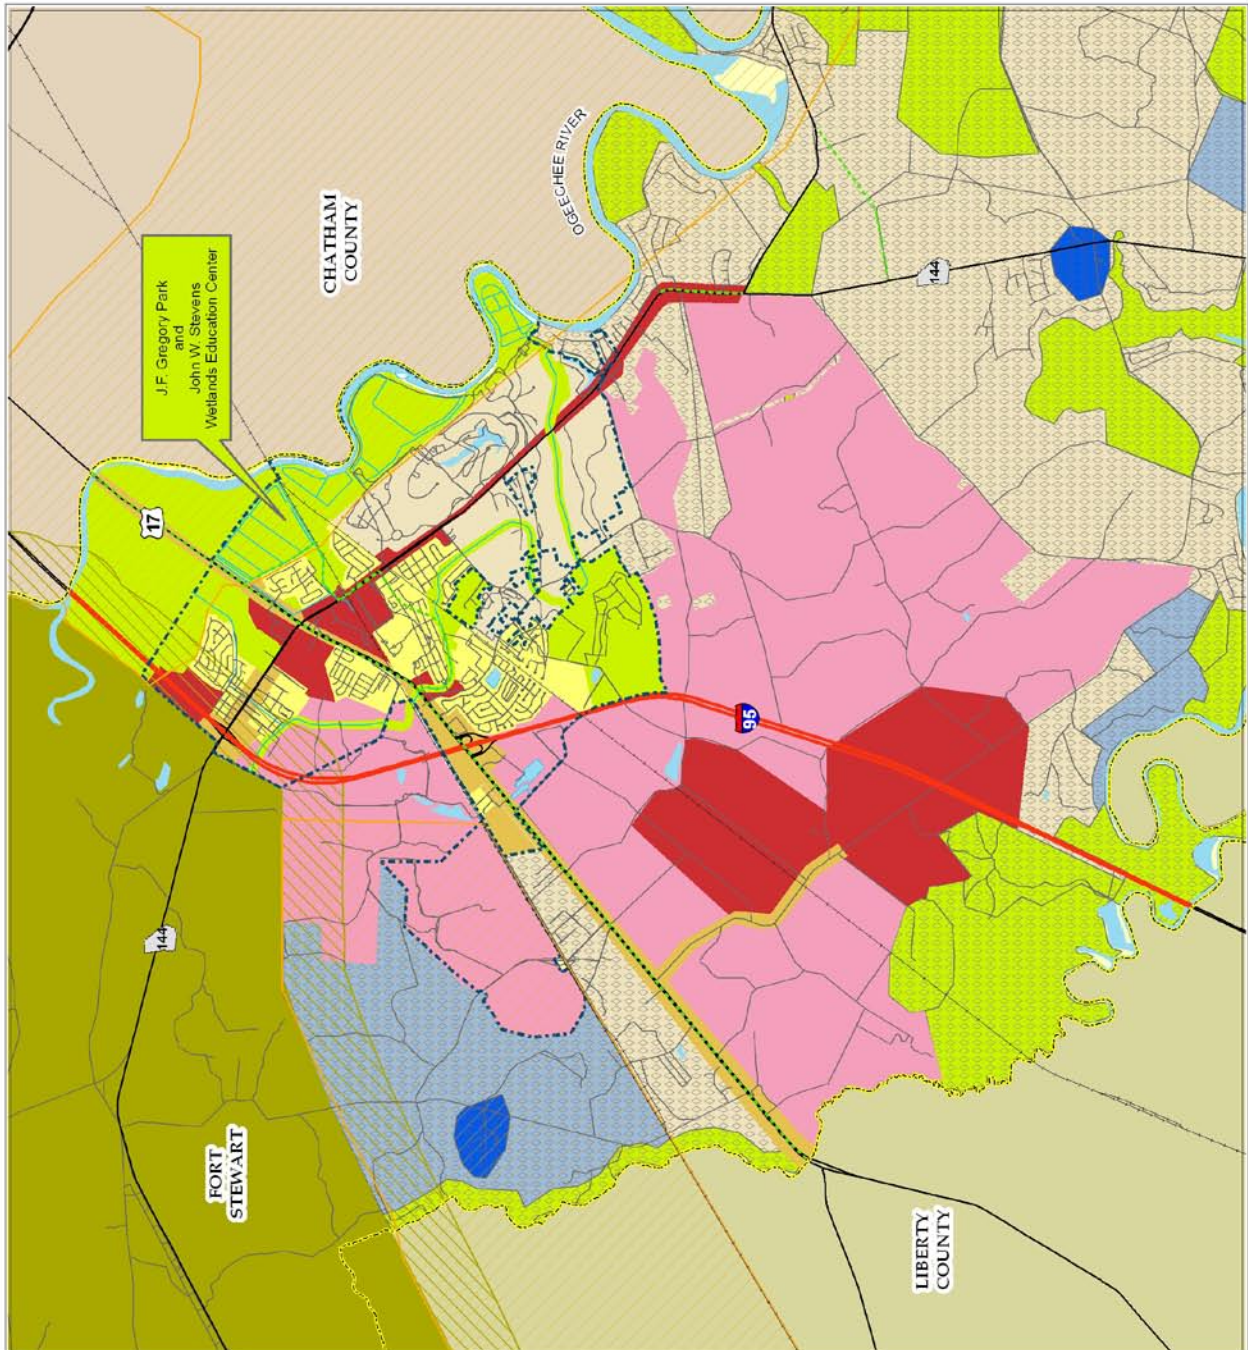 J.F. Gregory Park
and
John W. Stevens
Wetlands Education Center
CHATHAM
COUNTY
OGEECHEE RIVER
17
144
95
144
FORT
STEWART
LIBERTY
COUNTY